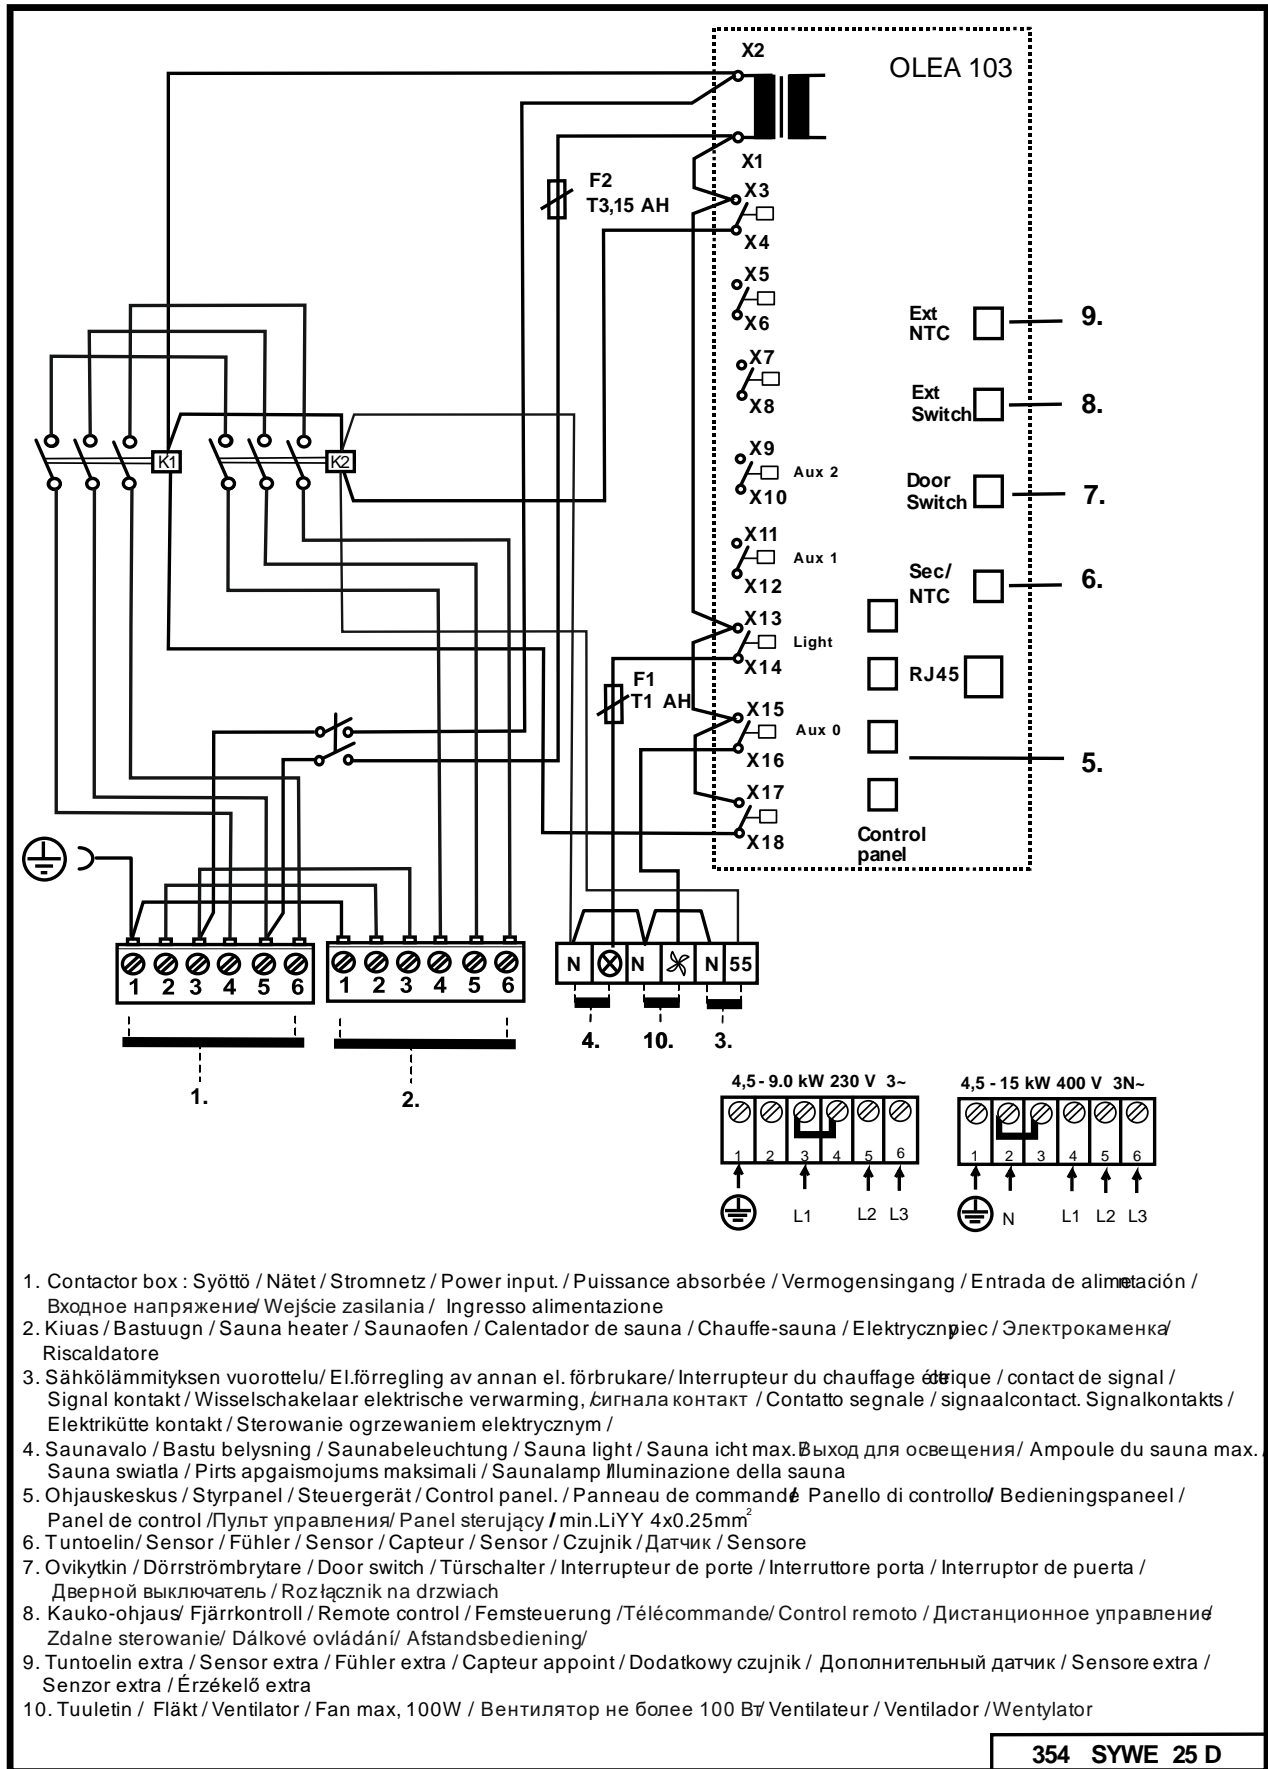 OLEA 103
X2
X1
F2
T3,15 AH
X3
X4
X5
X6
X7
X8
X9
Aux 2
X10
X11
Aux 1
X12
X13
Light
X14
X15
Aux 0
X16
X17
X18
Ext
NTC
9.
Ext
Switch
8.
Door
Switch
7.
Sec/
NTC
6.
RJ45
5.
Control
panel
K1
K2
F1
T1 AH
1 2 3 4 5 6
1 2 3 4 5 6
N N N 55
1.
2.
4.
10.
3.
4,5 - 9.0 kW 230 V 3~
1 2 3 4 5 6
L1 L2 L3
4,5 - 15 kW 400 V 3N~
1 2 3 4 5 6
N L1 L2 L3
1. Contactor box : Syöttö / Nätet / Stromnetz / Power input. / Puissance absorbée / Vermogensingang / Entrada de alimentación /
Входное напряжение/ Wejście zasilania / Ingresso alimentazione
2. Kiuas / Bastuugn / Sauna heater / Saunaofen / Calentador de sauna / Chauffe-sauna / Elektryczny piec / Электрокаменка/
Riscaldatore
3. Sähkölämmityksen vuorottelu/ El.förregling av annan el. förbrukare/ Interrupteur du chauffage éctrique / contact de signal /
Signal kontakt / Wisselschakelaar elektrische verwarming, /сигнала контакт / Contatto segnale / signaalcontact. Signalkontakts /
Elektrikütte kontakt / Sterowanie ogrzewaniem elektrycznym /
4. Saunavalo / Bastu belysning / Saunabeleuchtung / Sauna light / Sauna icht max. Выход для освещения/ Ampoule du sauna max. /
Sauna swiatla / Pirts apgaismojums maksimali / Saunalamp Illuminazione della sauna
5. Ohjauskeskus / Styrpanel / Steuergerät / Control panel. / Panneau de commande Panello di controllo/ Bedieningspaneel /
Panel de control /Пульт управления/ Panel sterujący / min.LiYY 4x0.25mm²
6. Tuntoelin/ Sensor / Fühler / Sensor / Capteur / Sensor / Czujnik / Датчик / Sensore
7. Ovikytkin / Dörrströmbrytare / Door switch / Türschalter / Interrupteur de porte / Interruttore porta / Interruptor de puerta /
Дверной выключатель / Rozłącznik na drzwiach
8. Kauko-ohjaus/ Fjärrkontroll / Remote control / Femsteuerung /Télécommande/ Control remoto / Дистанционное управление/
Zdalne sterowanie/ Dálkové ovládání/ Afstandsbediening/
9. Tuntoelin extra / Sensor extra / Fühler extra / Capteur appoint / Dodatkowy czujnik / Дополнительный датчик / Sensore extra /
Senzor extra / Érzékelő extra
10. Tuuletin / Fläkt / Ventilator / Fan max, 100W / Вентилятор не более 100 Вт/ Ventilateur / Ventilador / Wentylator
354 SYWE 25 D